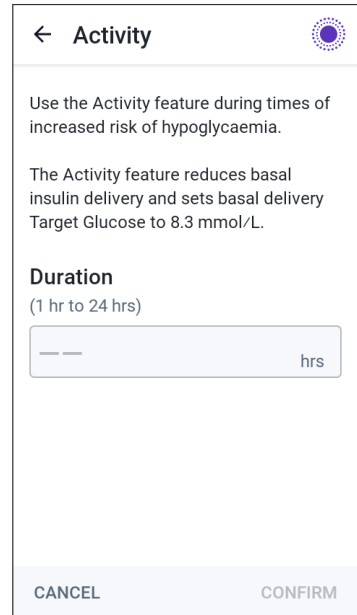 Activity
Use the Activity feature during times of
increased risk of hypoglycaemia.
The Activity feature reduces basal
insulin delivery and sets basal delivery
Target Glucose to 8.3 mmol/L.
Duration
(1 hr to 24 hrs)
— — hrs
CANCEL CONFIRM